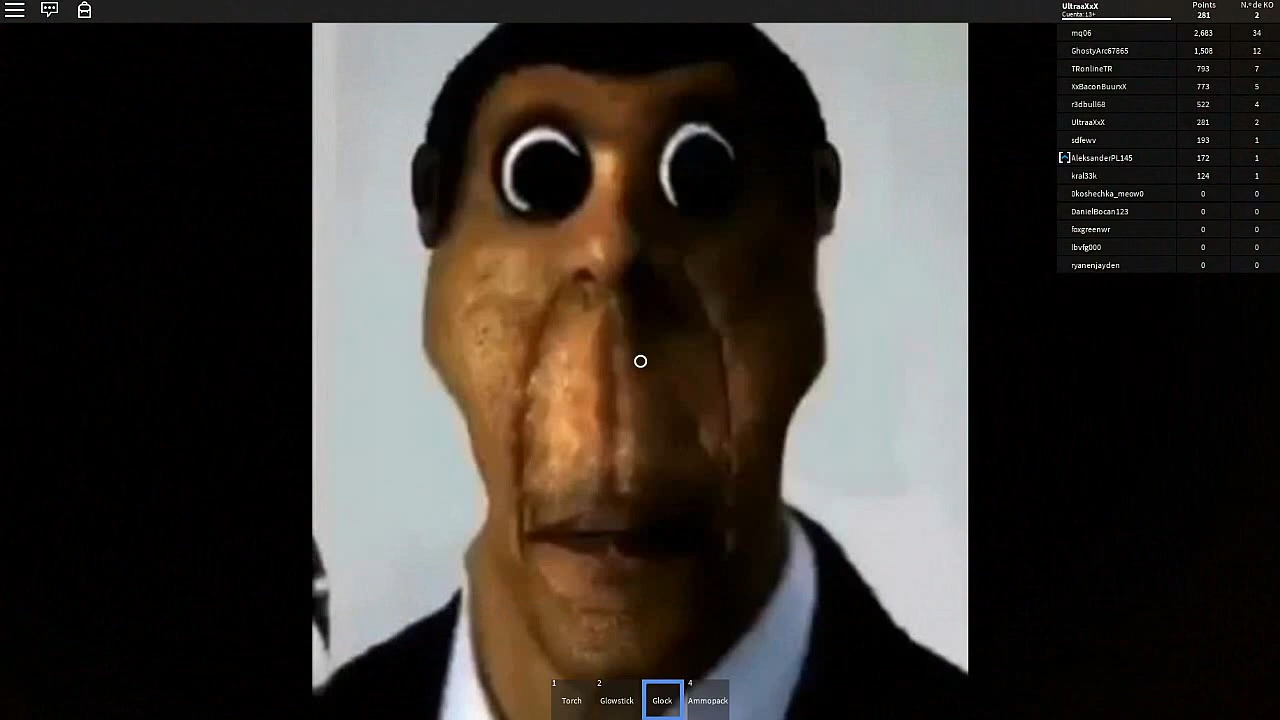 UltraaXxX Points N.º de KO
Cuenta: 13+ 281 2
mq06 2,683 34
GhostyArc67865 1,508 12
TRonlineTR 793 7
XxBaconBuurxX 773 5
r3dbull68 522 4
UltraaXxX 281 2
sdfewv 193 1
AleksanderPL145 172 1
kral33k 124 1
0koshechka_meow0 0 0
DanielBocan123 0 0
foxgreenwr 0 0
lbvfg000 0 0
ryanenjayden 0 0
1 2 4
Torch Glowstick Glock Ammopack